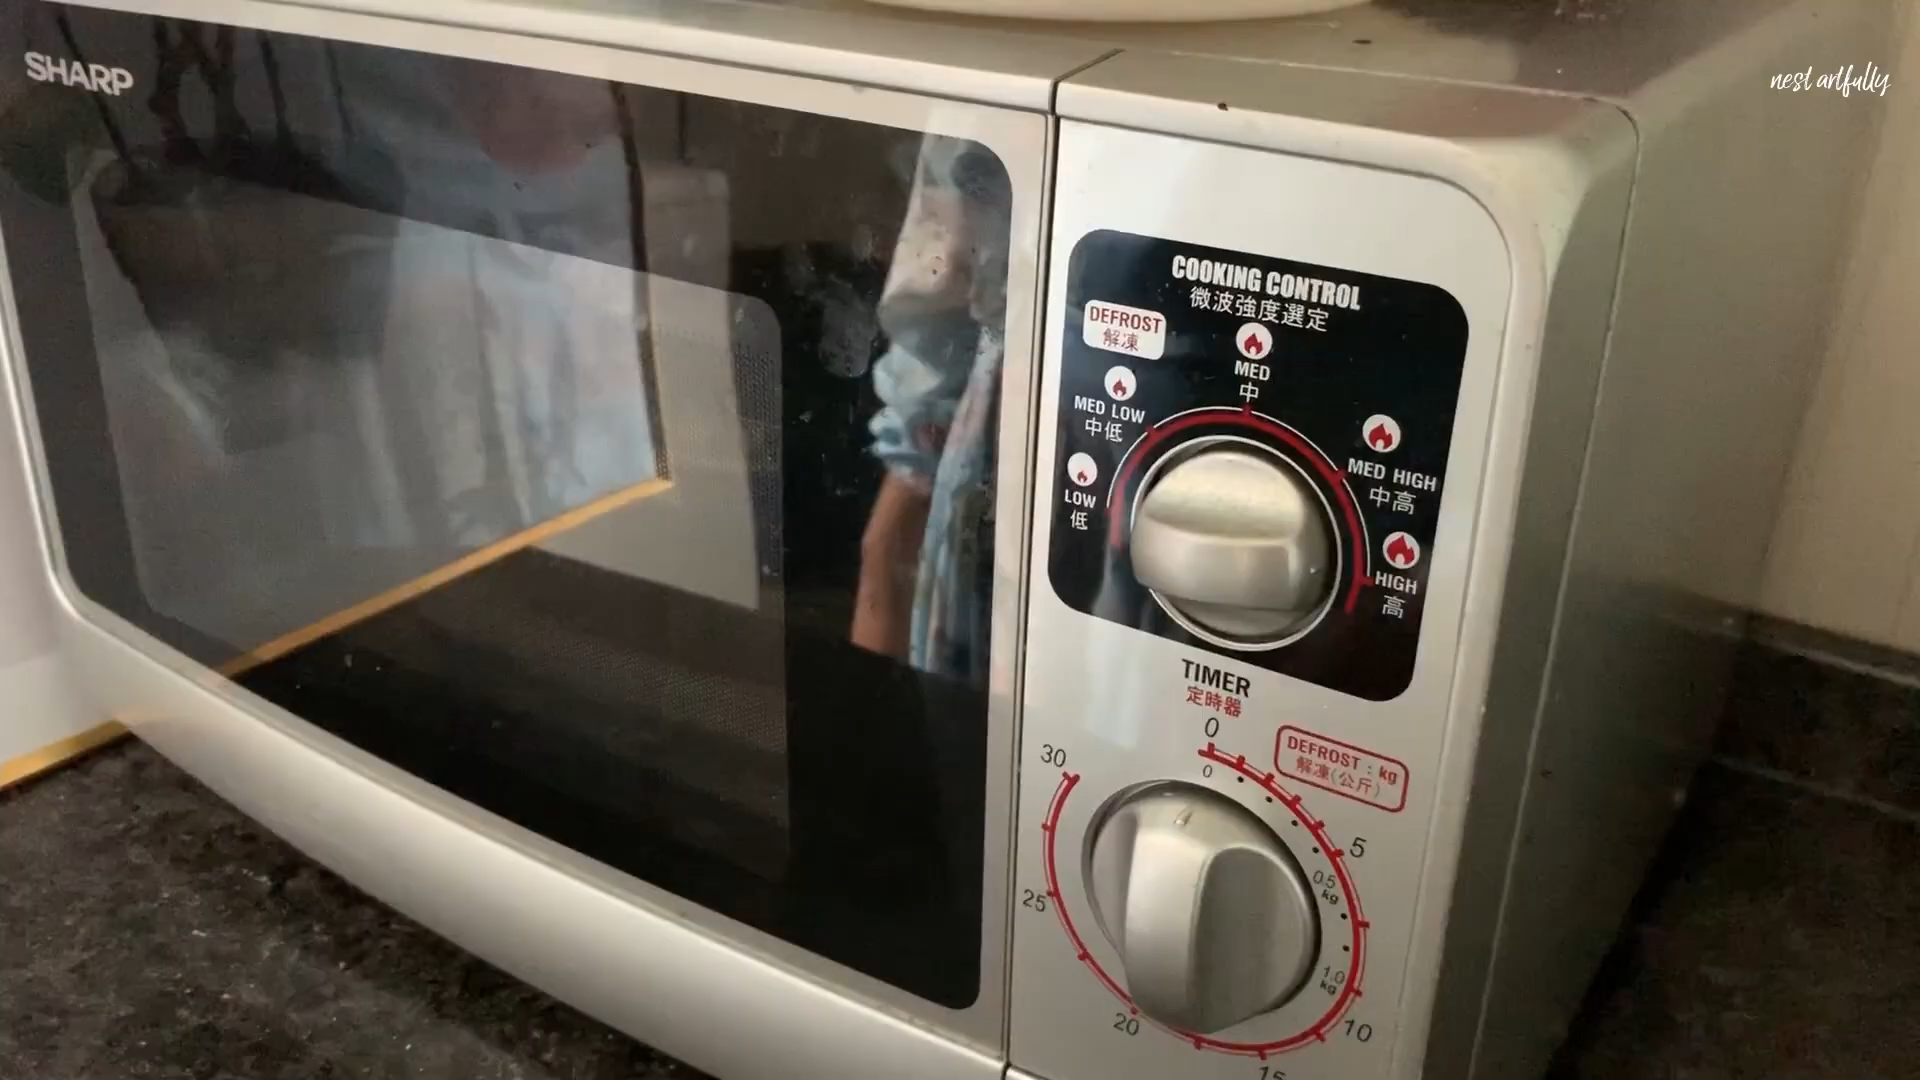 SHARP
nest artfully
COOKING CONTROL
微波強度選定
DEFROST
解凍
MED
中
MED LOW
中低
MED HIGH
中高
LOW
低
HIGH
高
TIMER
定時器
0
DEFROST : kg
解凍(公斤)
30
0
5
0.5
kg
25
1.0
kg
20
10
15